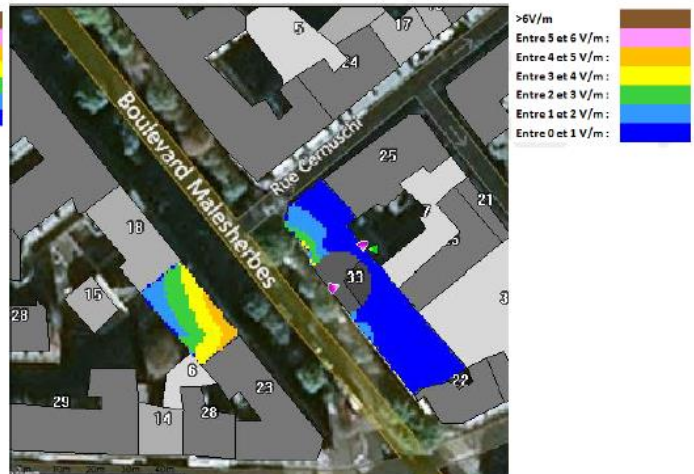 >6V/m
Entre 5 et 6 V/m :
Entre 4 et 5 V/m :
Entre 3 et 4 V/m :
Entre 2 et 3 V/m :
Entre 1 et 2 V/m :
Entre 0 et 1 V/m :
5
17
24
Boulevard Malesherbes
Rue Cernuschi
25
18
21
7
33
15
28
3
6
22
23
29
14
28